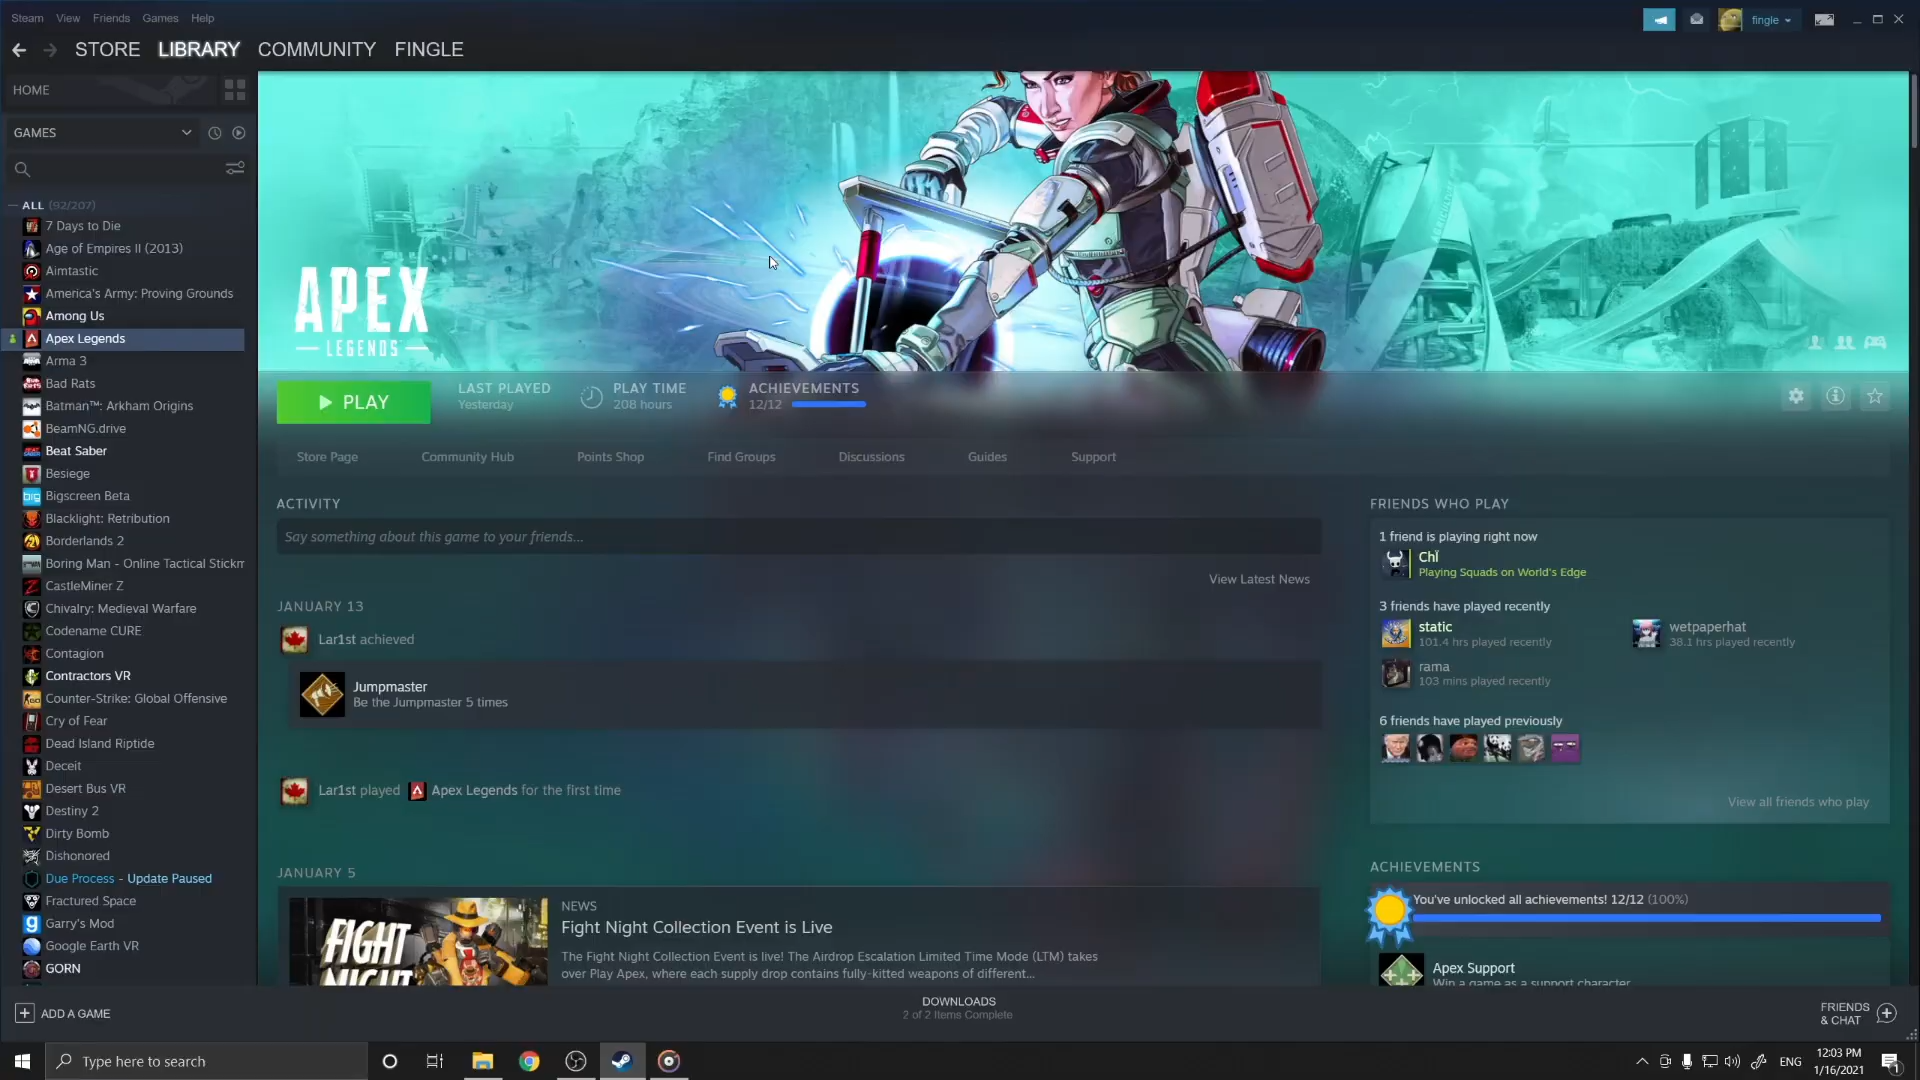 Steam View Friends Games Help
fingle
STORE LIBRARY COMMUNITY FINGLE
HOME
GAMES
ALL (92/207)
7 Days to Die
Age of Empires II (2013)
Aimtastic
America's Army: Proving Grounds
Among Us
Apex Legends
Arma 3
Bad Rats
Batman™: Arkham Origins
BeamNG.drive
Beat Saber
Besiege
Bigscreen Beta
Blacklight: Retribution
Borderlands 2
Boring Man - Online Tactical Stickm
CastleMiner Z
Chivalry: Medieval Warfare
Codename CURE
Contagion
Contractors VR
Counter-Strike: Global Offensive
Cry of Fear
Dead Island Riptide
Deceit
Desert Bus VR
Destiny 2
Dirty Bomb
Dishonored
Due Process - Update Paused
Fractured Space
Garry's Mod
Google Earth VR
GORN
APEX
LEGENDS
PLAY
LAST PLAYED
Yesterday
PLAY TIME
208 hours
ACHIEVEMENTS
12/12
Store Page Community Hub Points Shop Find Groups Discussions Guides Support
ACTIVITY
Say something about this game to your friends...
View Latest News
JANUARY 13
Lar1st achieved
Jumpmaster
Be the Jumpmaster 5 times
Lar1st played Apex Legends for the first time
JANUARY 5
FIGHT
NIGHT
NEWS
Fight Night Collection Event is Live
The Fight Night Collection Event is live! The Airdrop Escalation Limited Time Mode (LTM) takes
over Play Apex, where each supply drop contains fully-kitted weapons of different...
FRIENDS WHO PLAY
1 friend is playing right now
ChÏ
Playing Squads on World's Edge
3 friends have played recently
static
101.4 hrs played recently
wetpaperhat
38.1 hrs played recently
rama
103 mins played recently
6 friends have played previously
View all friends who play
ACHIEVEMENTS
You've unlocked all achievements! 12/12 (100%)
Apex Support
Win a game as a support character
ADD A GAME
DOWNLOADS
2 of 2 Items Complete
FRIENDS
& CHAT
Type here to search
ENG
12:03 PM
1/16/2021
1